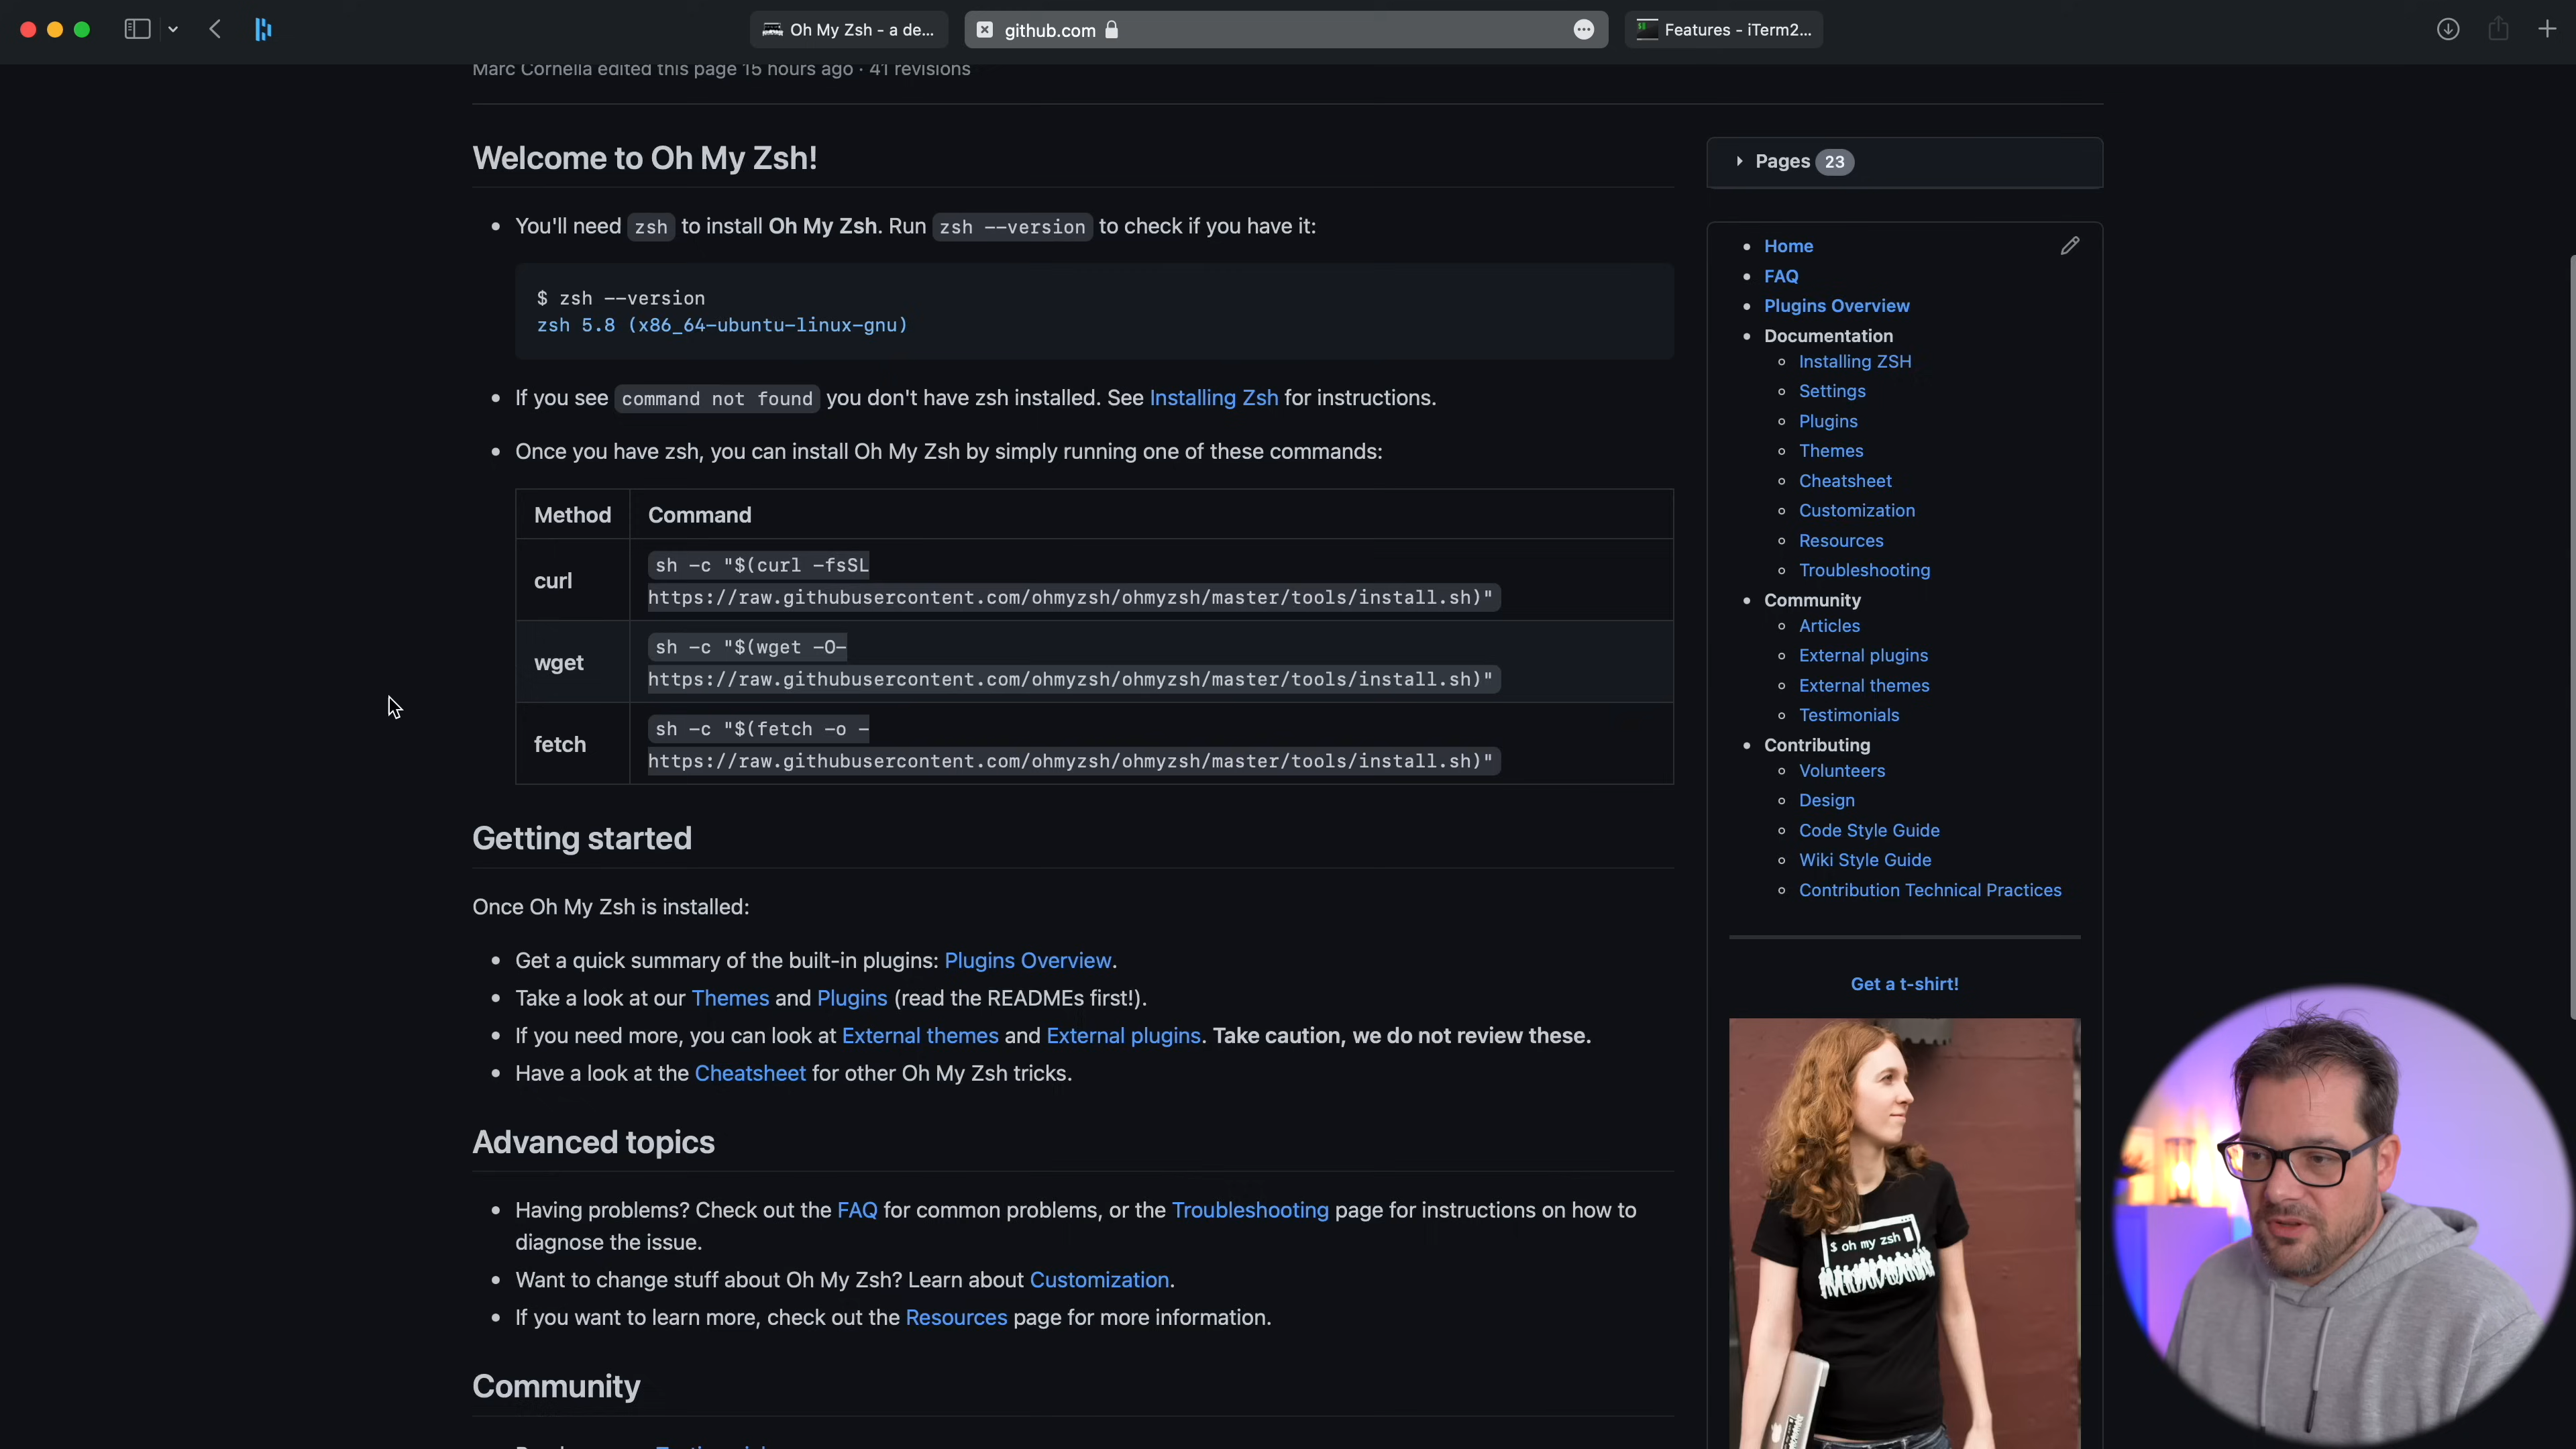 Oh My Zsh - a de...
github.com
Features - iTerm2...
Marc Cornella edited this page 15 hours ago · 41 revisions
Welcome to Oh My Zsh!
You'll need zsh to install Oh My Zsh. Run zsh --version to check if you have it:
$ zsh --version
zsh 5.8 (x86_64-ubuntu-linux-gnu)
If you see command not found you don't have zsh installed. See Installing Zsh for instructions.
Once you have zsh, you can install Oh My Zsh by simply running one of these commands:
Method Command
curl
sh -c "$(curl -fsSL
https://raw.githubusercontent.com/ohmyzsh/ohmyzsh/master/tools/install.sh)"
wget
sh -c "$(wget -O-
https://raw.githubusercontent.com/ohmyzsh/ohmyzsh/master/tools/install.sh)"
fetch
sh -c "$(fetch -o -
https://raw.githubusercontent.com/ohmyzsh/ohmyzsh/master/tools/install.sh)"
Getting started
Once Oh My Zsh is installed:
Get a quick summary of the built-in plugins: Plugins Overview.
Take a look at our Themes and Plugins (read the READMEs first!).
If you need more, you can look at External themes and External plugins. Take caution, we do not review these.
Have a look at the Cheatsheet for other Oh My Zsh tricks.
Advanced topics
Having problems? Check out the FAQ for common problems, or the Troubleshooting page for instructions on how to
diagnose the issue.
Want to change stuff about Oh My Zsh? Learn about Customization.
If you want to learn more, check out the Resources page for more information.
Community
Pages 23
Home
FAQ
Plugins Overview
Documentation
Installing ZSH
Settings
Plugins
Themes
Cheatsheet
Customization
Resources
Troubleshooting
Community
Articles
External plugins
External themes
Testimonials
Contributing
Volunteers
Design
Code Style Guide
Wiki Style Guide
Contribution Technical Practices
Get a t-shirt!
$ oh my zsh